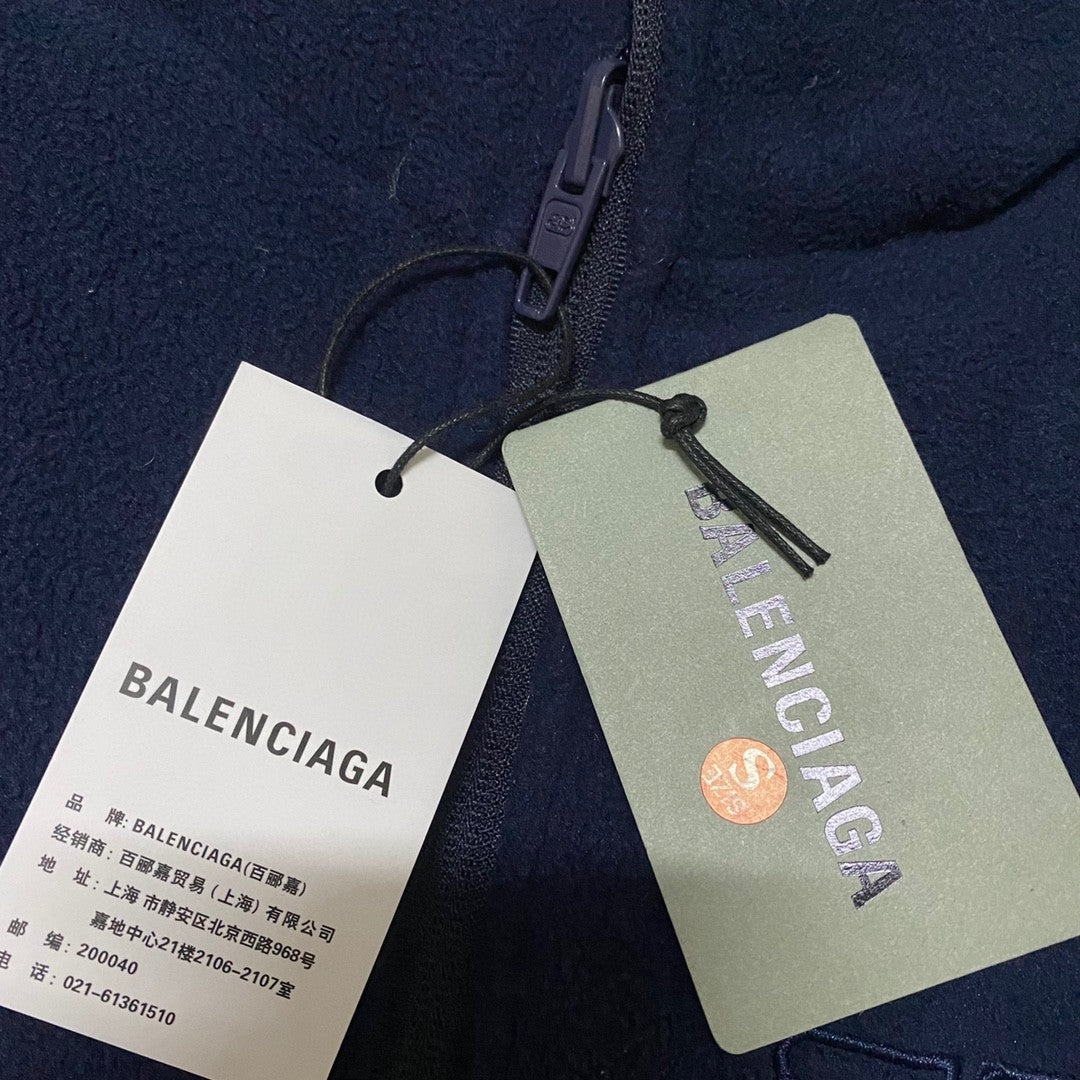 BALENCIAGA
品 牌: BALENCIAGA(百郦嘉)
经销商: 百郦嘉贸易 (上海) 有限公司
地 址: 上海 市静安区北京西路968号
嘉地中心21楼2106-2107室
邮 编: 200040
电 话: 021-61361510
BALENCIAGA
S
SIZE